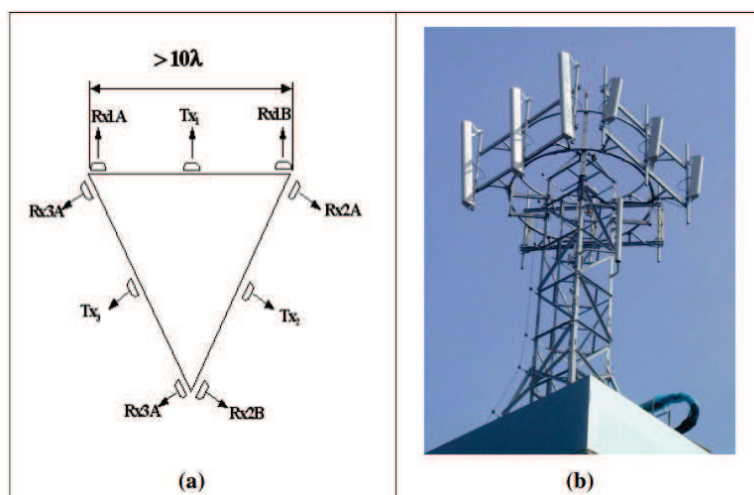 > 10λ
Rx1A Tx₁ Rx1B
Rx3A Rx2A
Tx₃ Tx₂
Rx3A Rx2B
(a) (b)